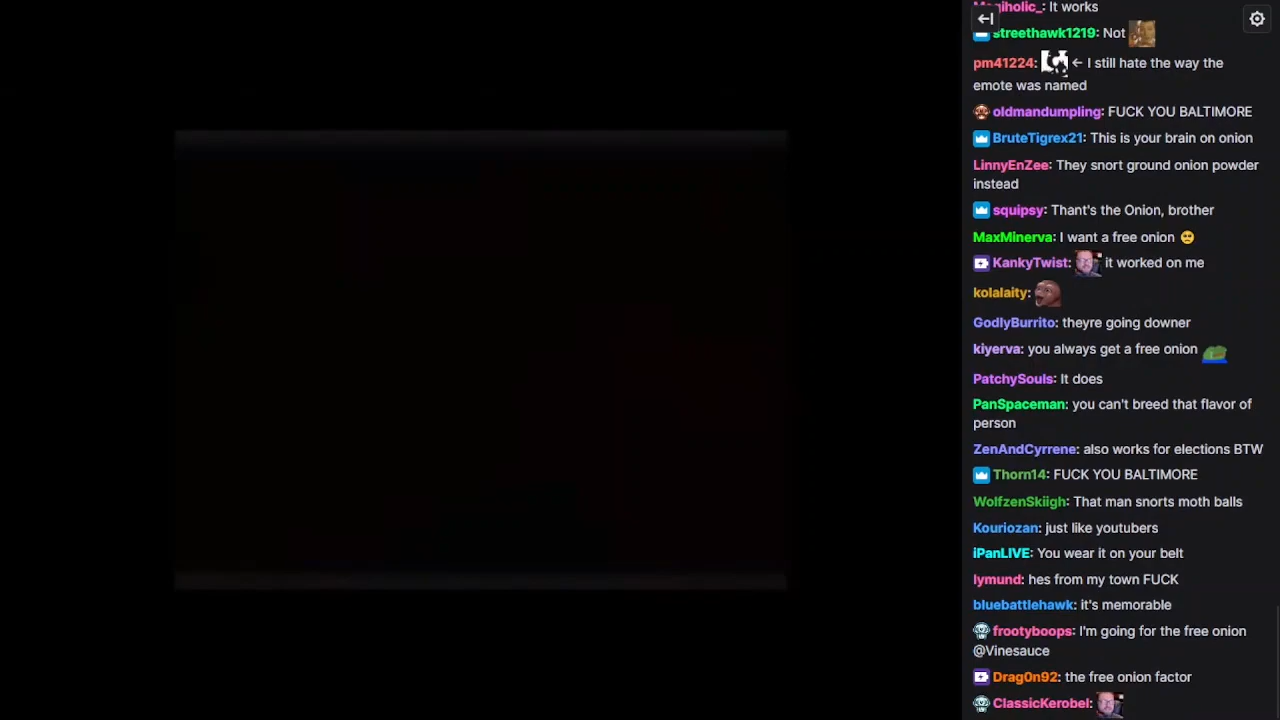 Magiholic_: It works
streethawk1219: Not
pm41224: ← I still hate the way the
emote was named
oldmandumpling: FUCK YOU BALTIMORE
BruteTigrex21: This is your brain on onion
LinnyEnZee: They snort ground onion powder
instead
squipsy: Thant's the Onion, brother
MaxMinerva: I want a free onion 🥺
KankyTwist: it worked on me
kolalaity:
GodlyBurrito: theyre going downer
kiyerva: you always get a free onion
PatchySouls: It does
PanSpaceman: you can't breed that flavor of
person
ZenAndCyrrene: also works for elections BTW
Thorn14: FUCK YOU BALTIMORE
WolfzenSkiigh: That man snorts moth balls
Kouriozan: just like youtubers
iPanLIVE: You wear it on your belt
lymund: hes from my town FUCK
bluebattlehawk: it's memorable
frootyboops: I'm going for the free onion
@Vinesauce
Drag0n92: the free onion factor
ClassicKerobel: